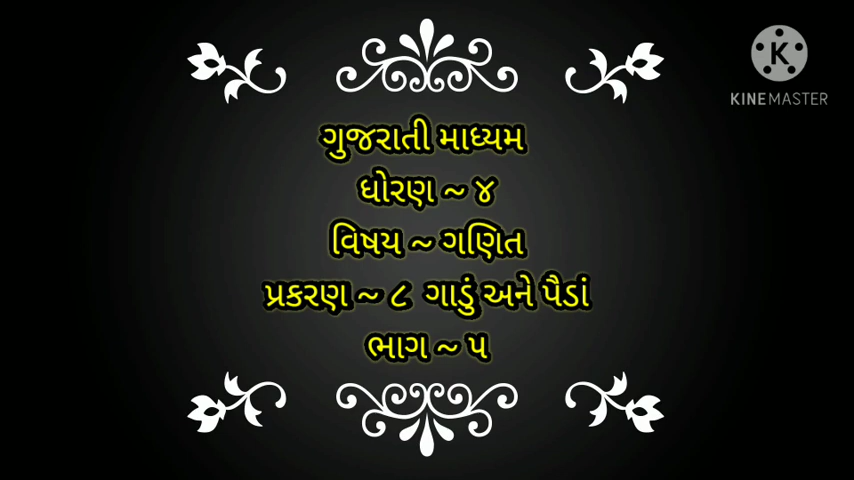 KINEMASTER
ગુજરાતી માધ્યમ
ધોરણ ~ ૪
વિષય ~ ગણિત
પ્રકરણ ~ ૮ ગાડું અને પૈડાં
ભાગ ~ ૫